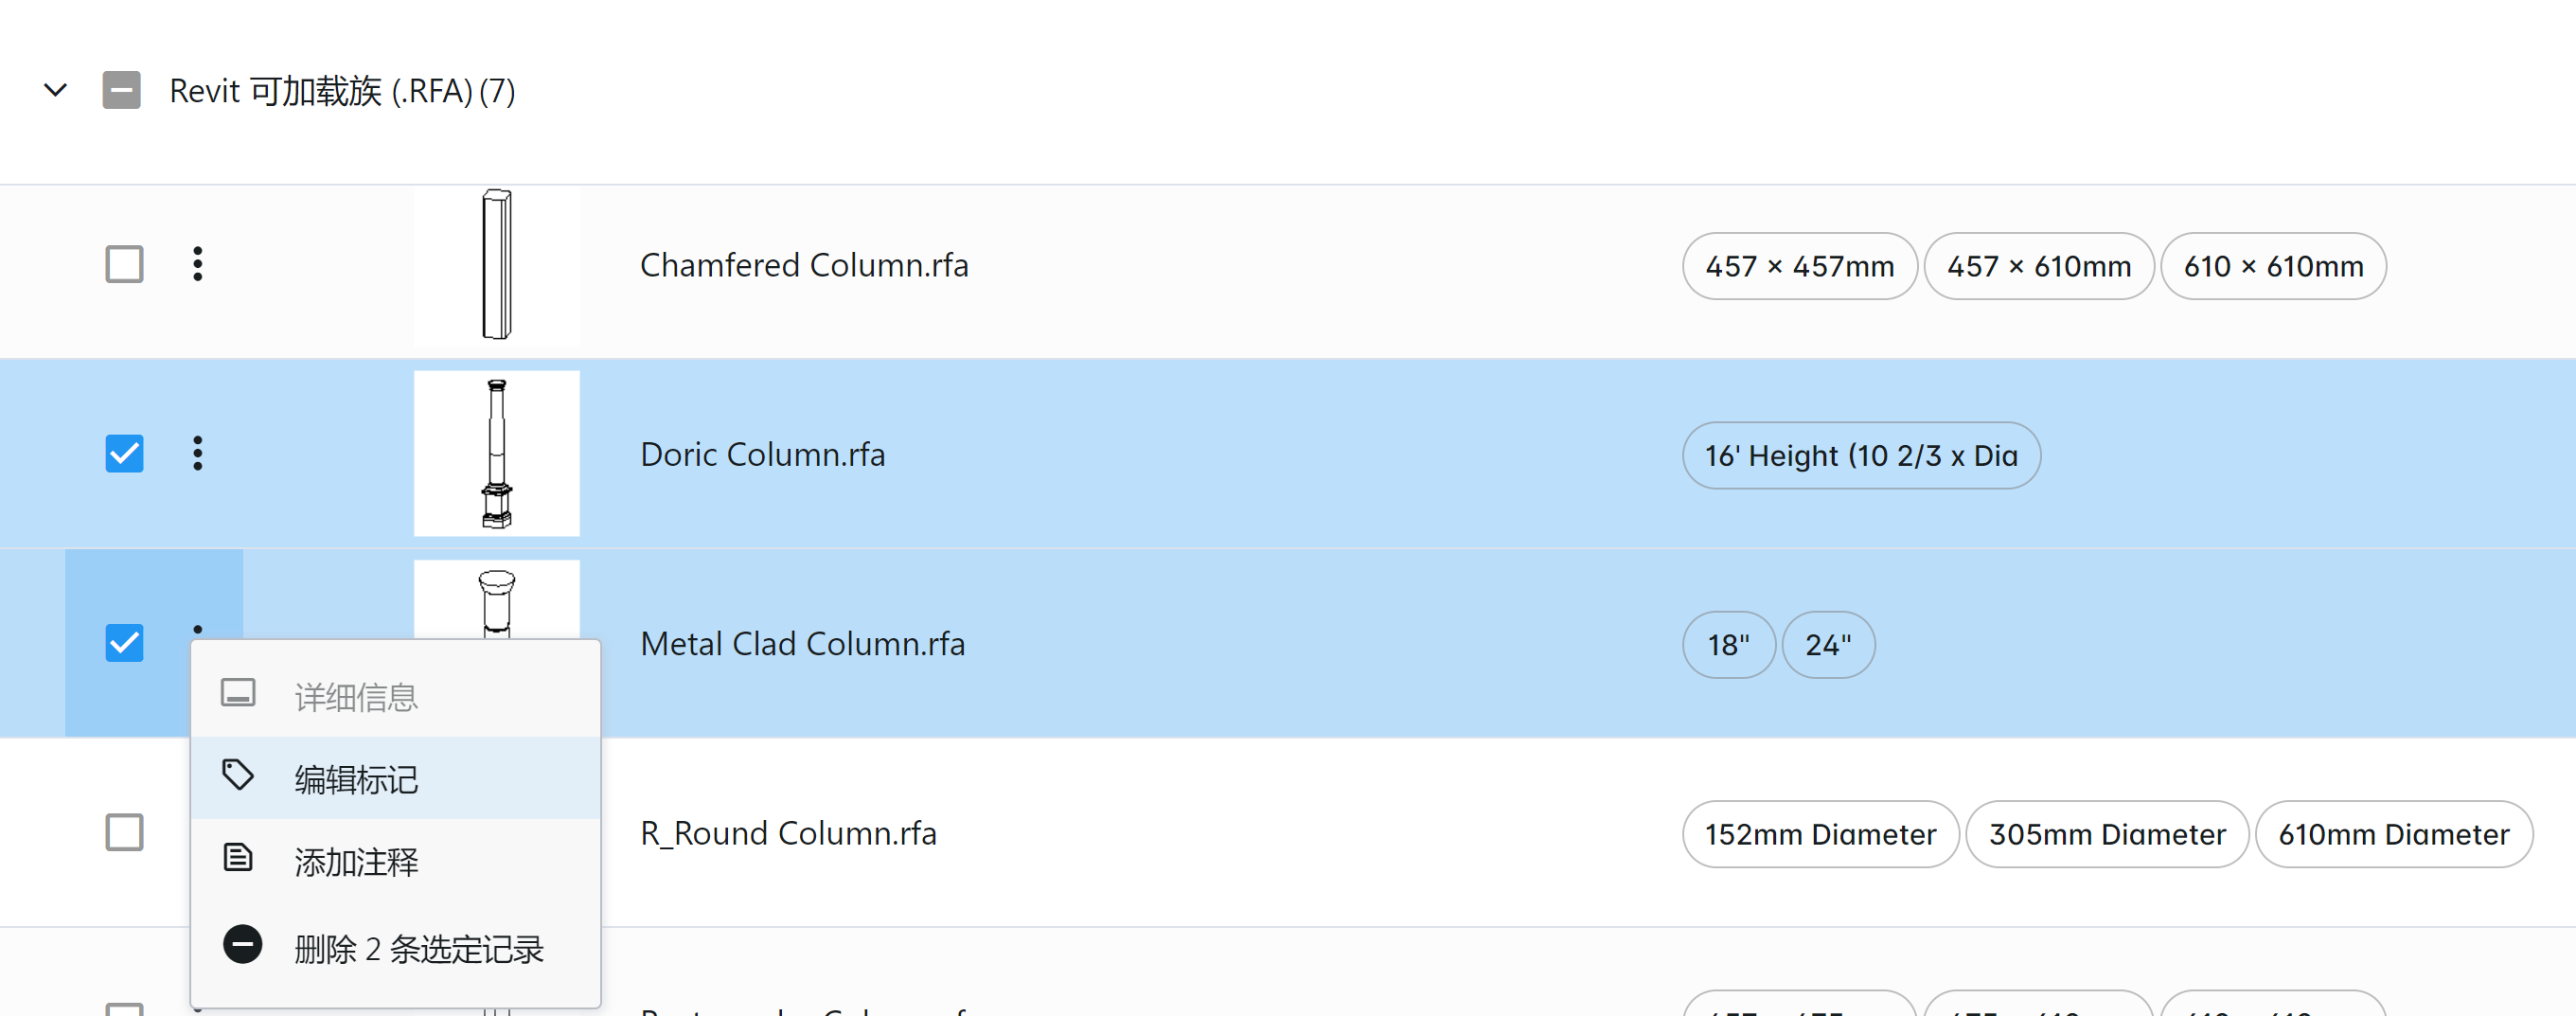 Revit 可加载族 (.RFA) (7)
Chamfered Column.rfa 457 × 457mm 457 × 610mm 610 × 610mm
Doric Column.rfa 16' Height (10 2/3 x Dia
Metal Clad Column.rfa 18" 24"
详细信息
编辑标记
R_Round Column.rfa 152mm Diameter 305mm Diameter 610mm Diameter
添加注释
删除 2 条选定记录